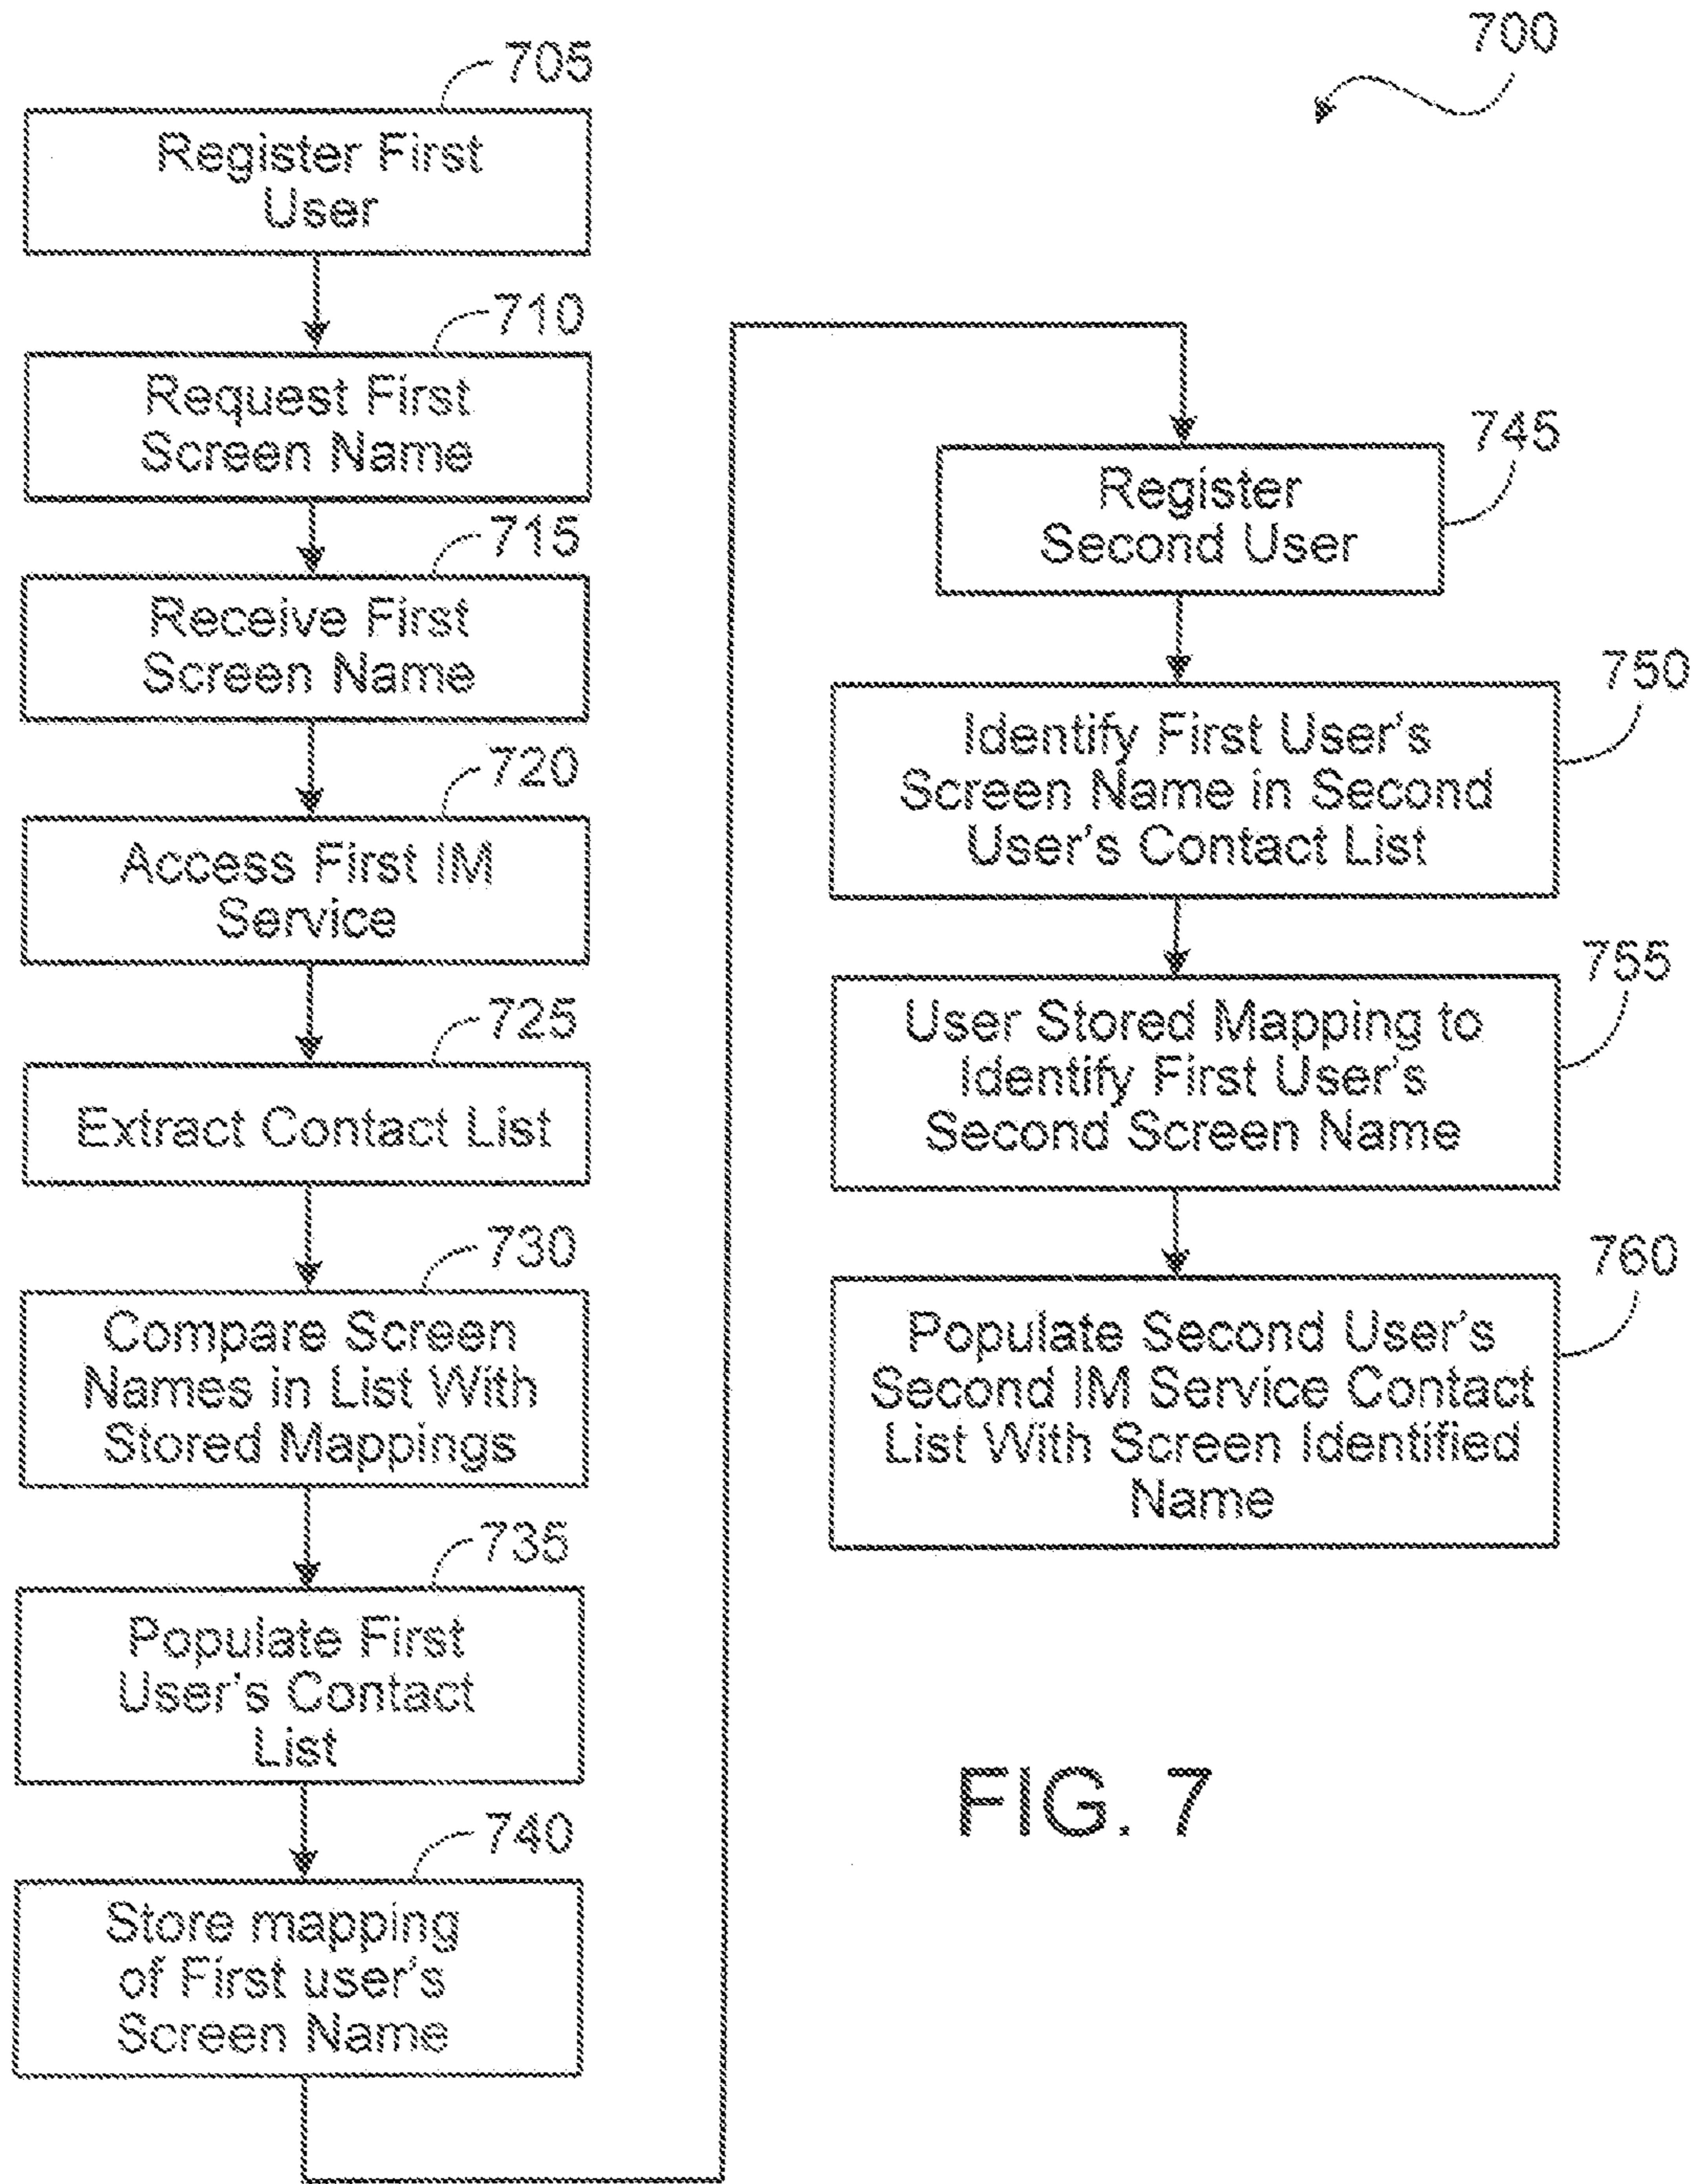 700
705
Register First
User
710
Request First
Screen Name
715
Receive First
Screen Name
720
Access First IM
Service
725
Extract Contact List
730
Compare Screen
Names in List With
Stored Mappings
735
Populate First
User's Contact
List
740
Store mapping
of First user's
Screen Name
745
Register
Second User
750
Identify First User's
Screen Name in Second
User's Contact List
755
User Stored Mapping to
Identify First User's
Second Screen Name
760
Populate Second User's
Second IM Service Contact
List With Screen Identified
Name
FIG. 7